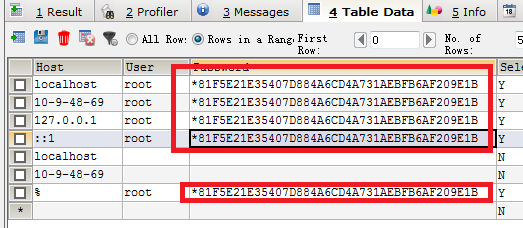 1 Result 2 Profiler 3 Messages 4 Table Data 5 Info
All Row: Rows in a Rang First Row: 0 No. of Rows: 5
Host User Password Sele
localhost root *81F5E21E35407D884A6CD4A731AEBFB6AF209E1B Y
10-9-48-69 root *81F5E21E35407D884A6CD4A731AEBFB6AF209E1B Y
127.0.0.1 root *81F5E21E35407D884A6CD4A731AEBFB6AF209E1B Y
::1 root *81F5E21E35407D884A6CD4A731AEBFB6AF209E1B Y
localhost N
10-9-48-69 N
% root *81F5E21E35407D884A6CD4A731AEBFB6AF209E1B Y
* N